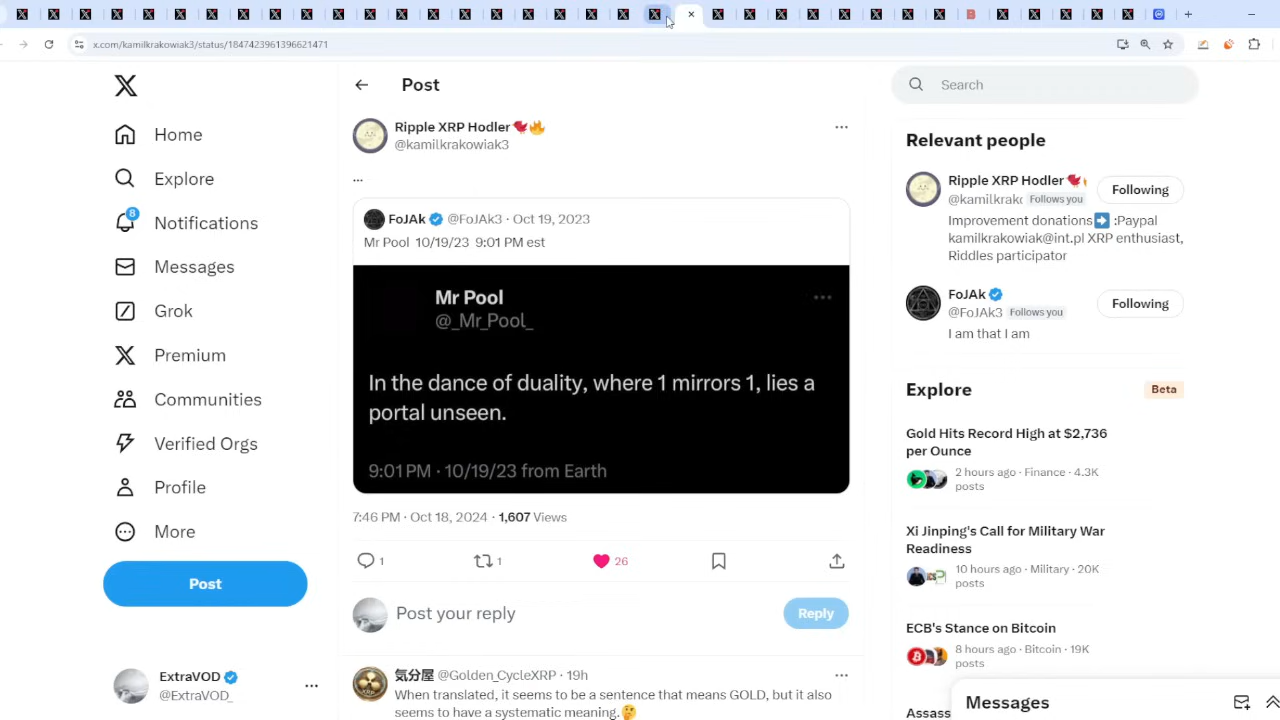 x.com/kamilkrakowiak3/status/1847423961396621471
Home
Explore
8
Notifications
Messages
Grok
Premium
Communities
Verified Orgs
Profile
More
Post
ExtraVOD
@ExtraVOD_
Post
Ripple XRP Hodler
@kamilkrakowiak3
...
FoJAk @FoJAk3 · Oct 19, 2023
Mr Pool 10/19/23 9:01 PM est
Mr Pool
@_Mr_Pool_
In the dance of duality, where 1 mirrors 1, lies a
portal unseen.
9:01 PM · 10/19/23 from Earth
7:46 PM · Oct 18, 2024 · 1,607 Views
1
1
26
Post your reply
Reply
気分屋 @Golden_CycleXRP · 19h
When translated, it seems to be a sentence that means GOLD, but it also
seems to have a systematic meaning.
Search
Relevant people
Ripple XRP Hodler
@kamilkrakc Follows you
Following
Improvement donations :Paypal
kamilkrakowiak@int.pl XRP enthusiast,
Riddles participator
FoJAk
@FoJAk3 Follows you
Following
I am that I am
Explore
Beta
Gold Hits Record High at $2,736
per Ounce
2 hours ago · Finance · 4.3K
posts
Xi Jinping's Call for Military War
Readiness
10 hours ago · Military · 20K
posts
ECB's Stance on Bitcoin
8 hours ago · Bitcoin · 19K
posts
Assass
Messages